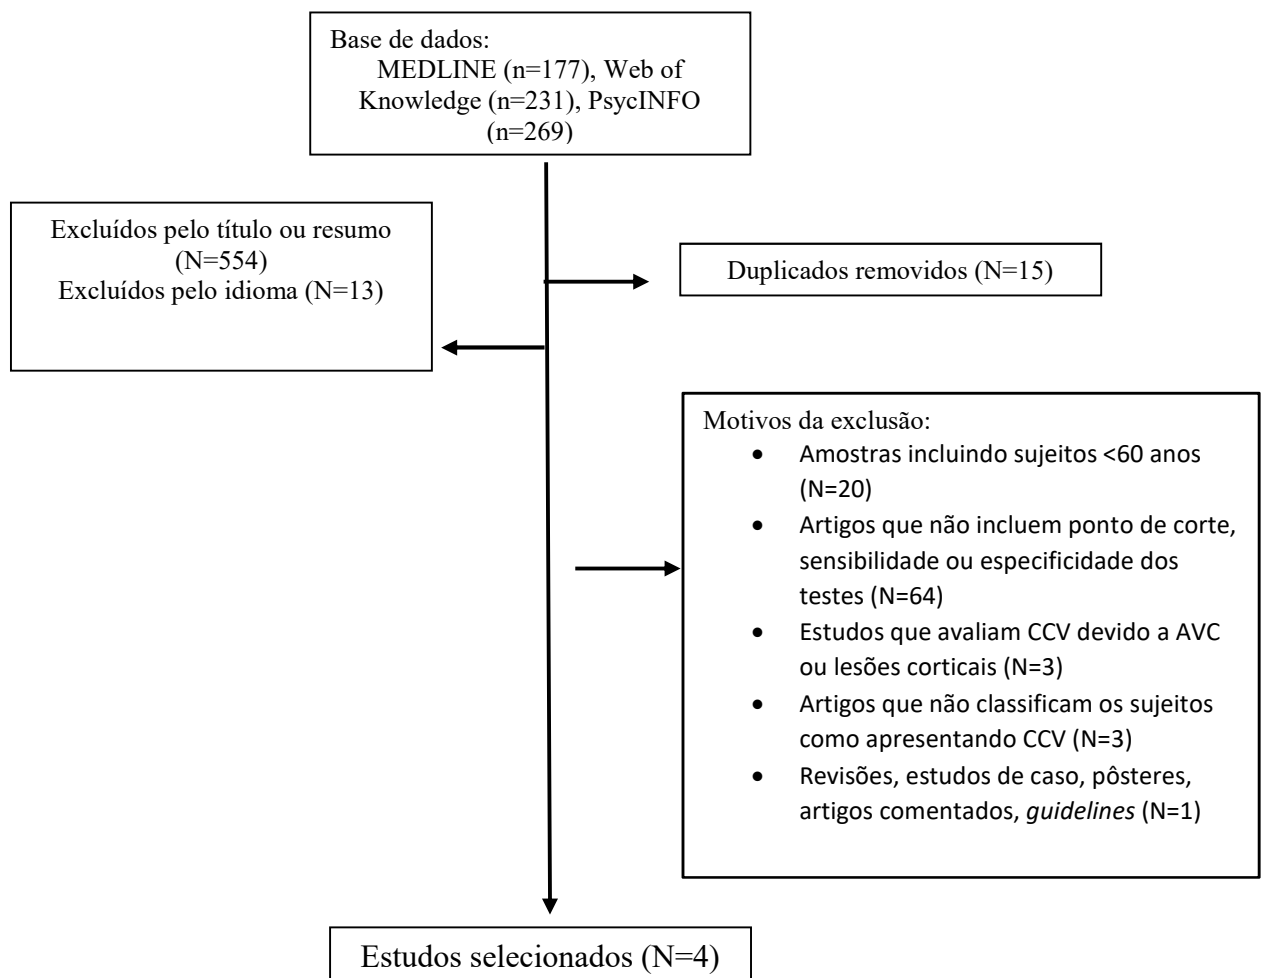 Base de dados:
MEDLINE (n=177), Web of
Knowledge (n=231), PsycINFO
(n=269)
Excluídos pelo título ou resumo
(N=554)
Excluídos pelo idioma (N=13)
Duplicados removidos (N=15)
Motivos da exclusão:
• Amostras incluindo sujeitos <60 anos
(N=20)
• Artigos que não incluem ponto de corte,
sensibilidade ou especificidade dos
testes (N=64)
• Estudos que avaliam CCV devido a AVC
ou lesões corticais (N=3)
• Artigos que não classificam os sujeitos
como apresentando CCV (N=3)
• Revisões, estudos de caso, pôsteres,
artigos comentados, guidelines (N=1)
Estudos selecionados (N=4)